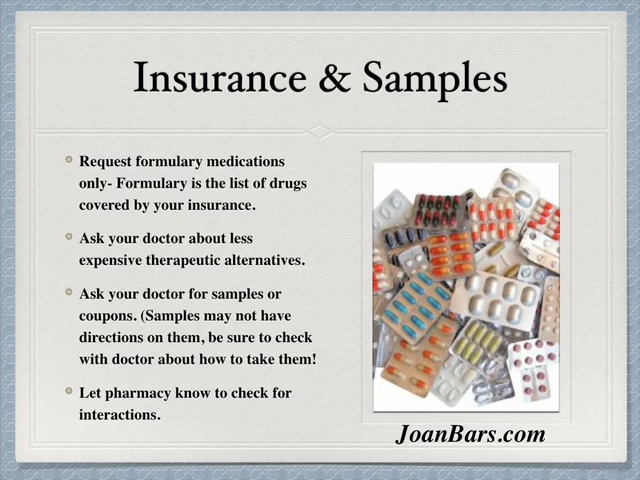 Insurance & Samples
Request formulary medications
only- Formulary is the list of drugs
covered by your insurance.
Ask your doctor about less
expensive therapeutic alternatives.
Ask your doctor for samples or
coupons. (Samples may not have
directions on them, be sure to check
with doctor about how to take them!
Let pharmacy know to check for
interactions.
JoanBars.com